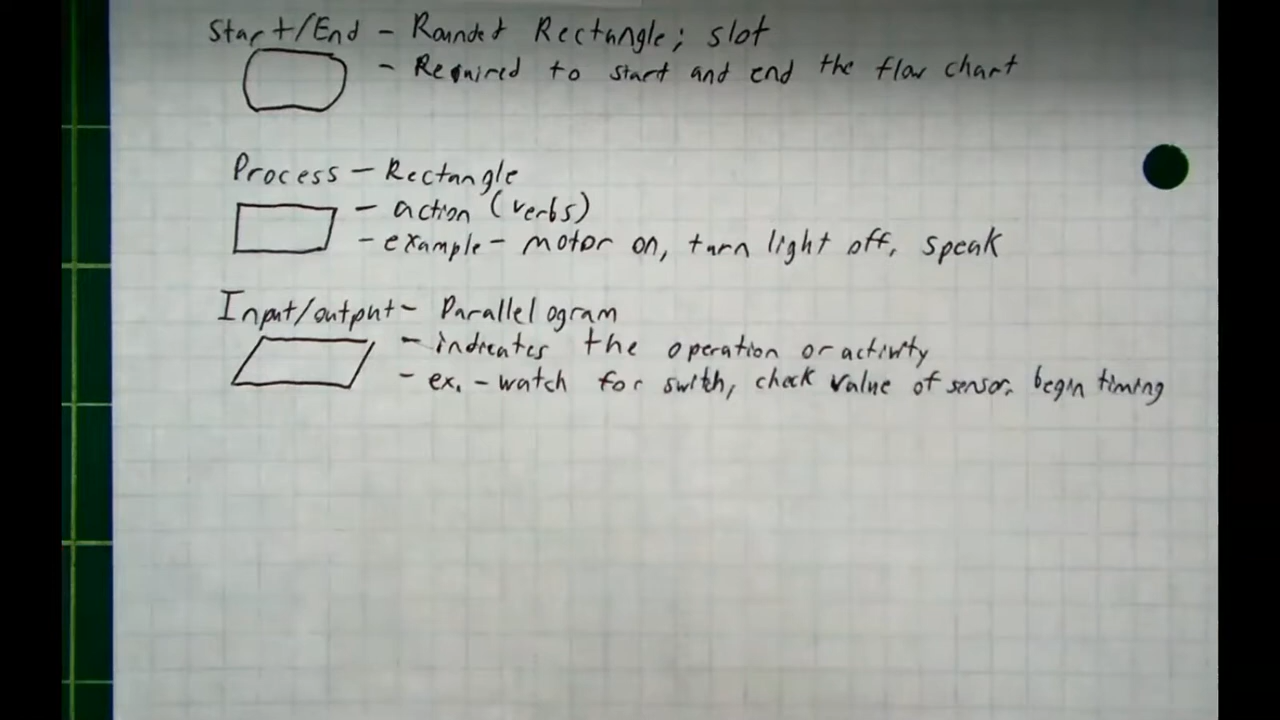 Start/End - Rounded Rectangle; slot
- Required to start and end the flow chart
Process - Rectangle
- action (verbs)
- example - motor on, turn light off, speak
Input/output - Parallelogram
- indicates the operation or activity
- ex. - watch for swith, check value of sensor, begin timing